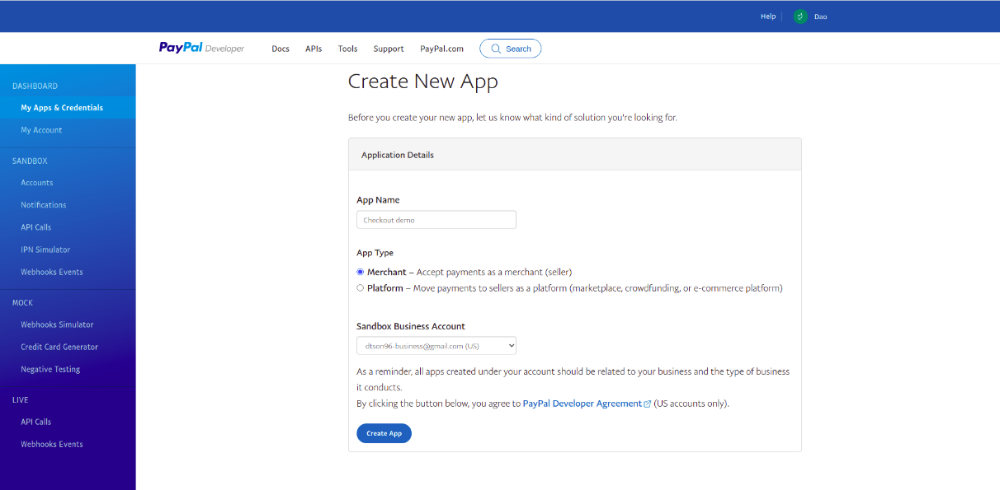 Help
Dao
PayPal Developer
Docs APIs Tools Support PayPal.com Search
DASHBOARD
My Apps & Credentials
My Account
SANDBOX
Accounts
Notifications
API Calls
IPN Simulator
Webhooks Events
MOCK
Webhooks Simulator
Credit Card Generator
Negative Testing
LIVE
API Calls
Webhooks Events
Create New App
Before you create your new app, let us know what kind of solution you're looking for.
Application Details
App Name
Checkout demo
App Type
Merchant – Accept payments as a merchant (seller)
Platform – Move payments to sellers as a platform (marketplace, crowdfunding, or e-commerce platform)
Sandbox Business Account
dtson96-business@gmail.com (US)
As a reminder, all apps created under your account should be related to your business and the type of business
it conducts.
By clicking the button below, you agree to PayPal Developer Agreement (US accounts only).
Create App